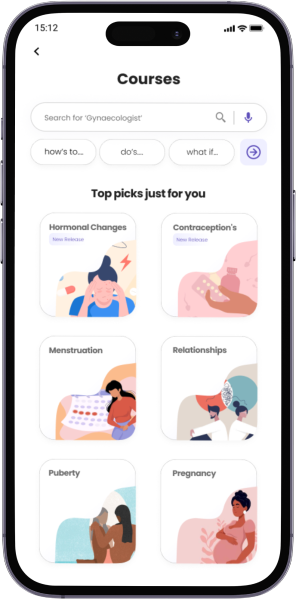 15:12
Courses
Search for 'Gynaecologist'
how's to... do's... what if..
Top picks just for you
Hormonal Changes Contraception's
New Release New Release
Menstruation Relationships
Puberty Pregnancy